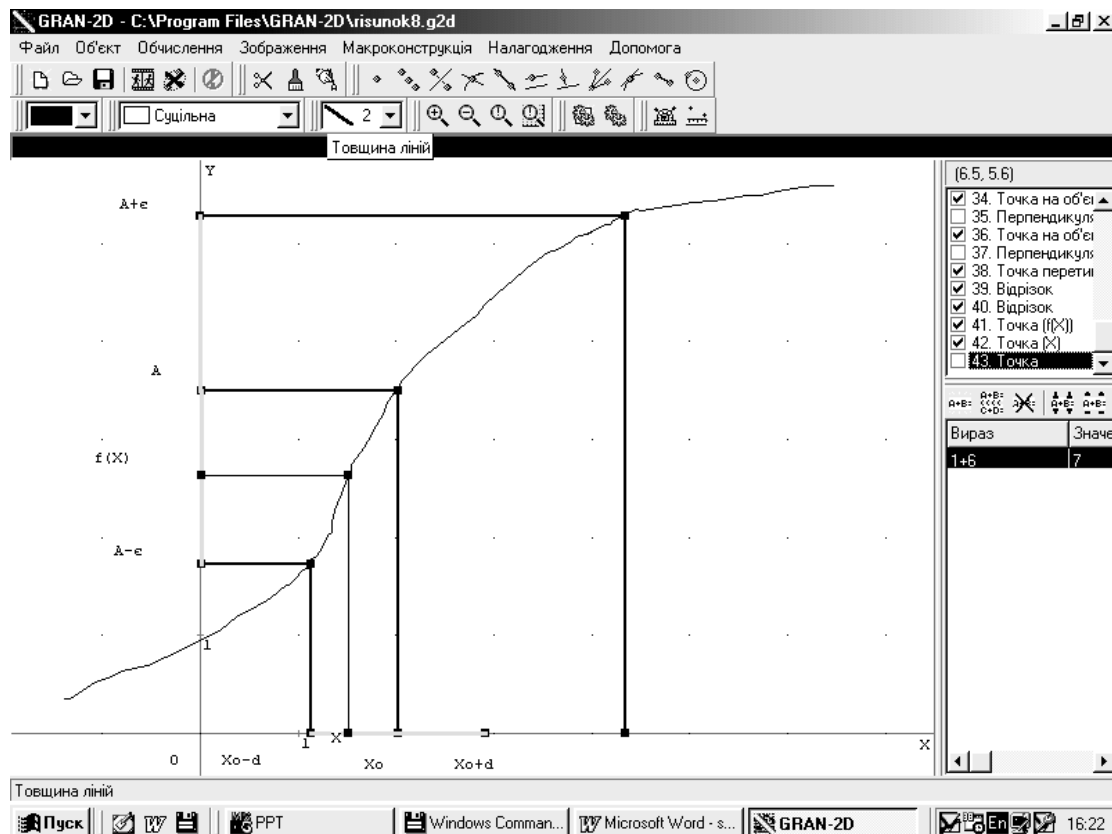 GRAN-2D - C:\Program Files\GRAN-2D\risunok8.g2d
Файл Об'єкт Обчислення Зображення Макроконструкція Налагодження Допомога
Суцільна 2
Товщина ліній
(6.5, 5.6)
34. Точка на об'єк
35. Перпендикуля
36. Точка на об'єк
37. Перпендикуля
38. Точка перетин
39. Відрізок
40. Відрізок
41. Точка (f(X))
42. Точка (X)
43. Точка
Вираз Значе
1+6 7
Y
A+є
A
f(X)
A-є
1
1 X
X
0 Xo-d Xo Xo+d
Товщина ліній
Пуск PPT Windows Comman... Microsoft Word - s... GRAN-2D En 16:22